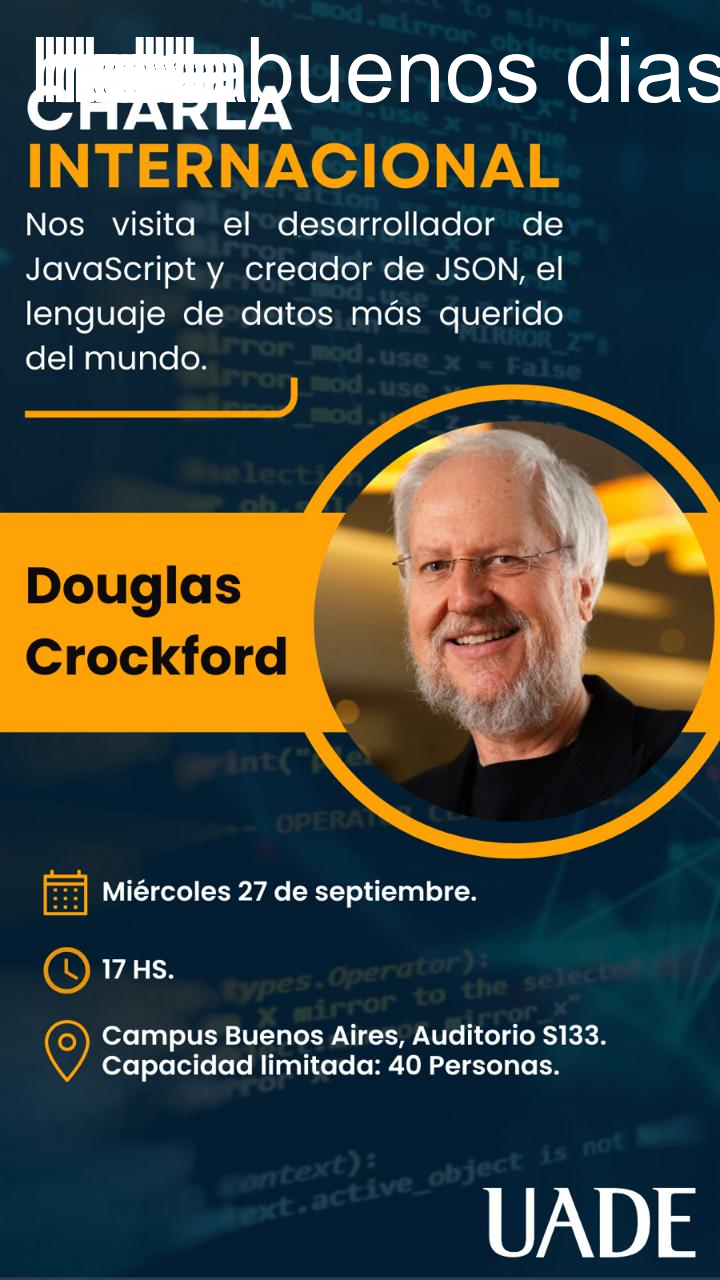 buenos dias
CHARLA
INTERNACIONAL
Nos visita el desarrollador de
JavaScript y creador de JSON, el
lenguaje de datos más querido
del mundo.
Douglas
Crockford
Miércoles 27 de septiembre.
17 HS.
Campus Buenos Aires, Auditorio S133.
Capacidad limitada: 40 Personas.
UADE